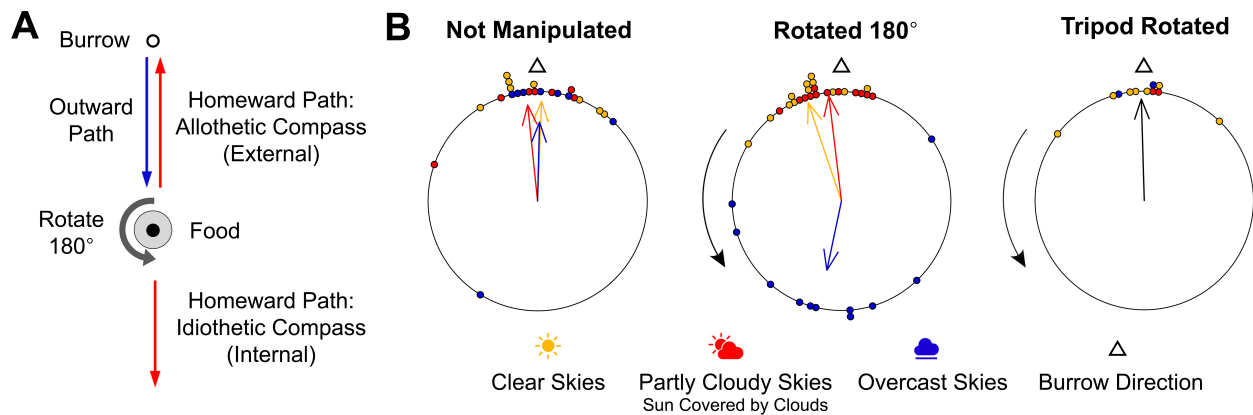 A
Burrow
Outward
Path
Homeward Path:
Allothetic Compass
(External)
Rotate
180°
Food
Homeward Path:
Idiothetic Compass
(Internal)
B
Not Manipulated
Rotated 180°
Tripod Rotated
Clear Skies
Partly Cloudy Skies
Sun Covered by Clouds
Overcast Skies
Burrow Direction